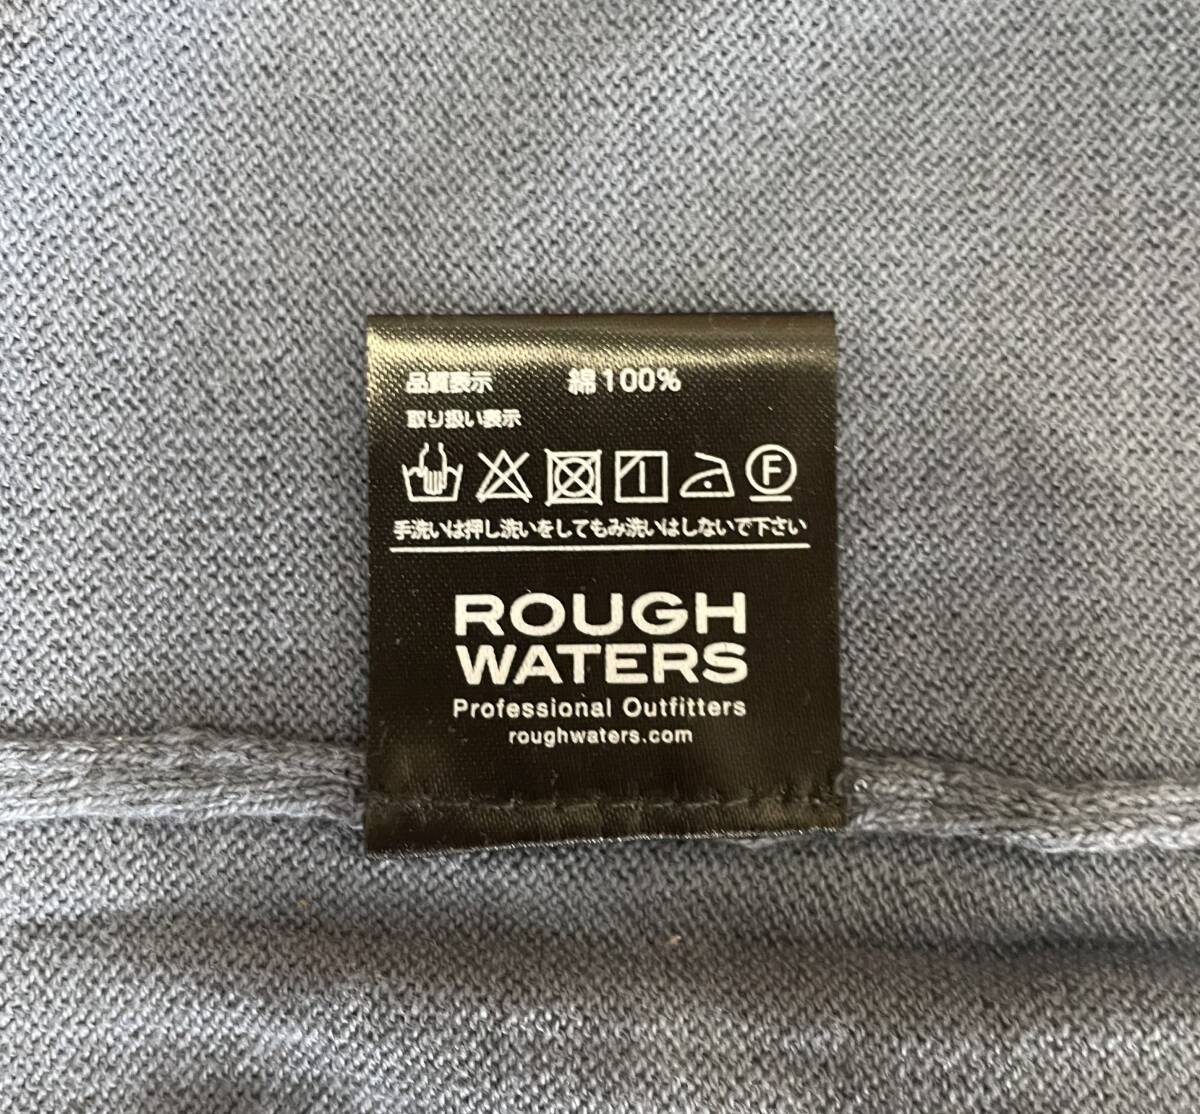 品質表示 綿100%
取り扱い表示
F
手洗いは押し洗いをしてもみ洗いはしないで下さい
ROUGH
WATERS
Professional Outfitters
roughwaters.com